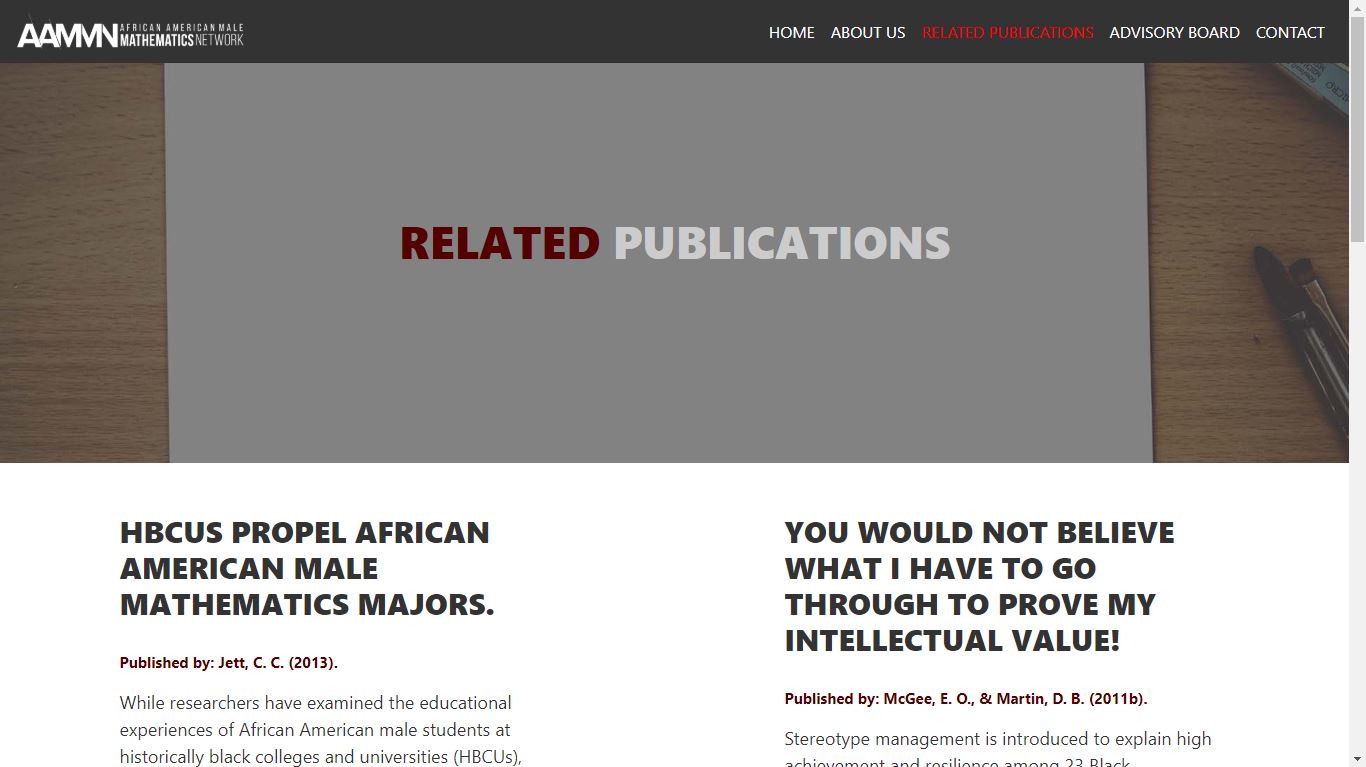 AAMMN AFRICAN AMERICAN MALE
MATHEMATICS NETWORK
HOME ABOUT US RELATED PUBLICATIONS ADVISORY BOARD CONTACT
RELATED PUBLICATIONS
HBCUS PROPEL AFRICAN
AMERICAN MALE
MATHEMATICS MAJORS.
Published by: Jett, C. C. (2013).
While researchers have examined the educational
experiences of African American male students at
historically black colleges and universities (HBCUs),
YOU WOULD NOT BELIEVE
WHAT I HAVE TO GO
THROUGH TO PROVE MY
INTELLECTUAL VALUE!
Published by: McGee, E. O., & Martin, D. B. (2011b).
Stereotype management is introduced to explain high
achievement and resilience among 23 Black